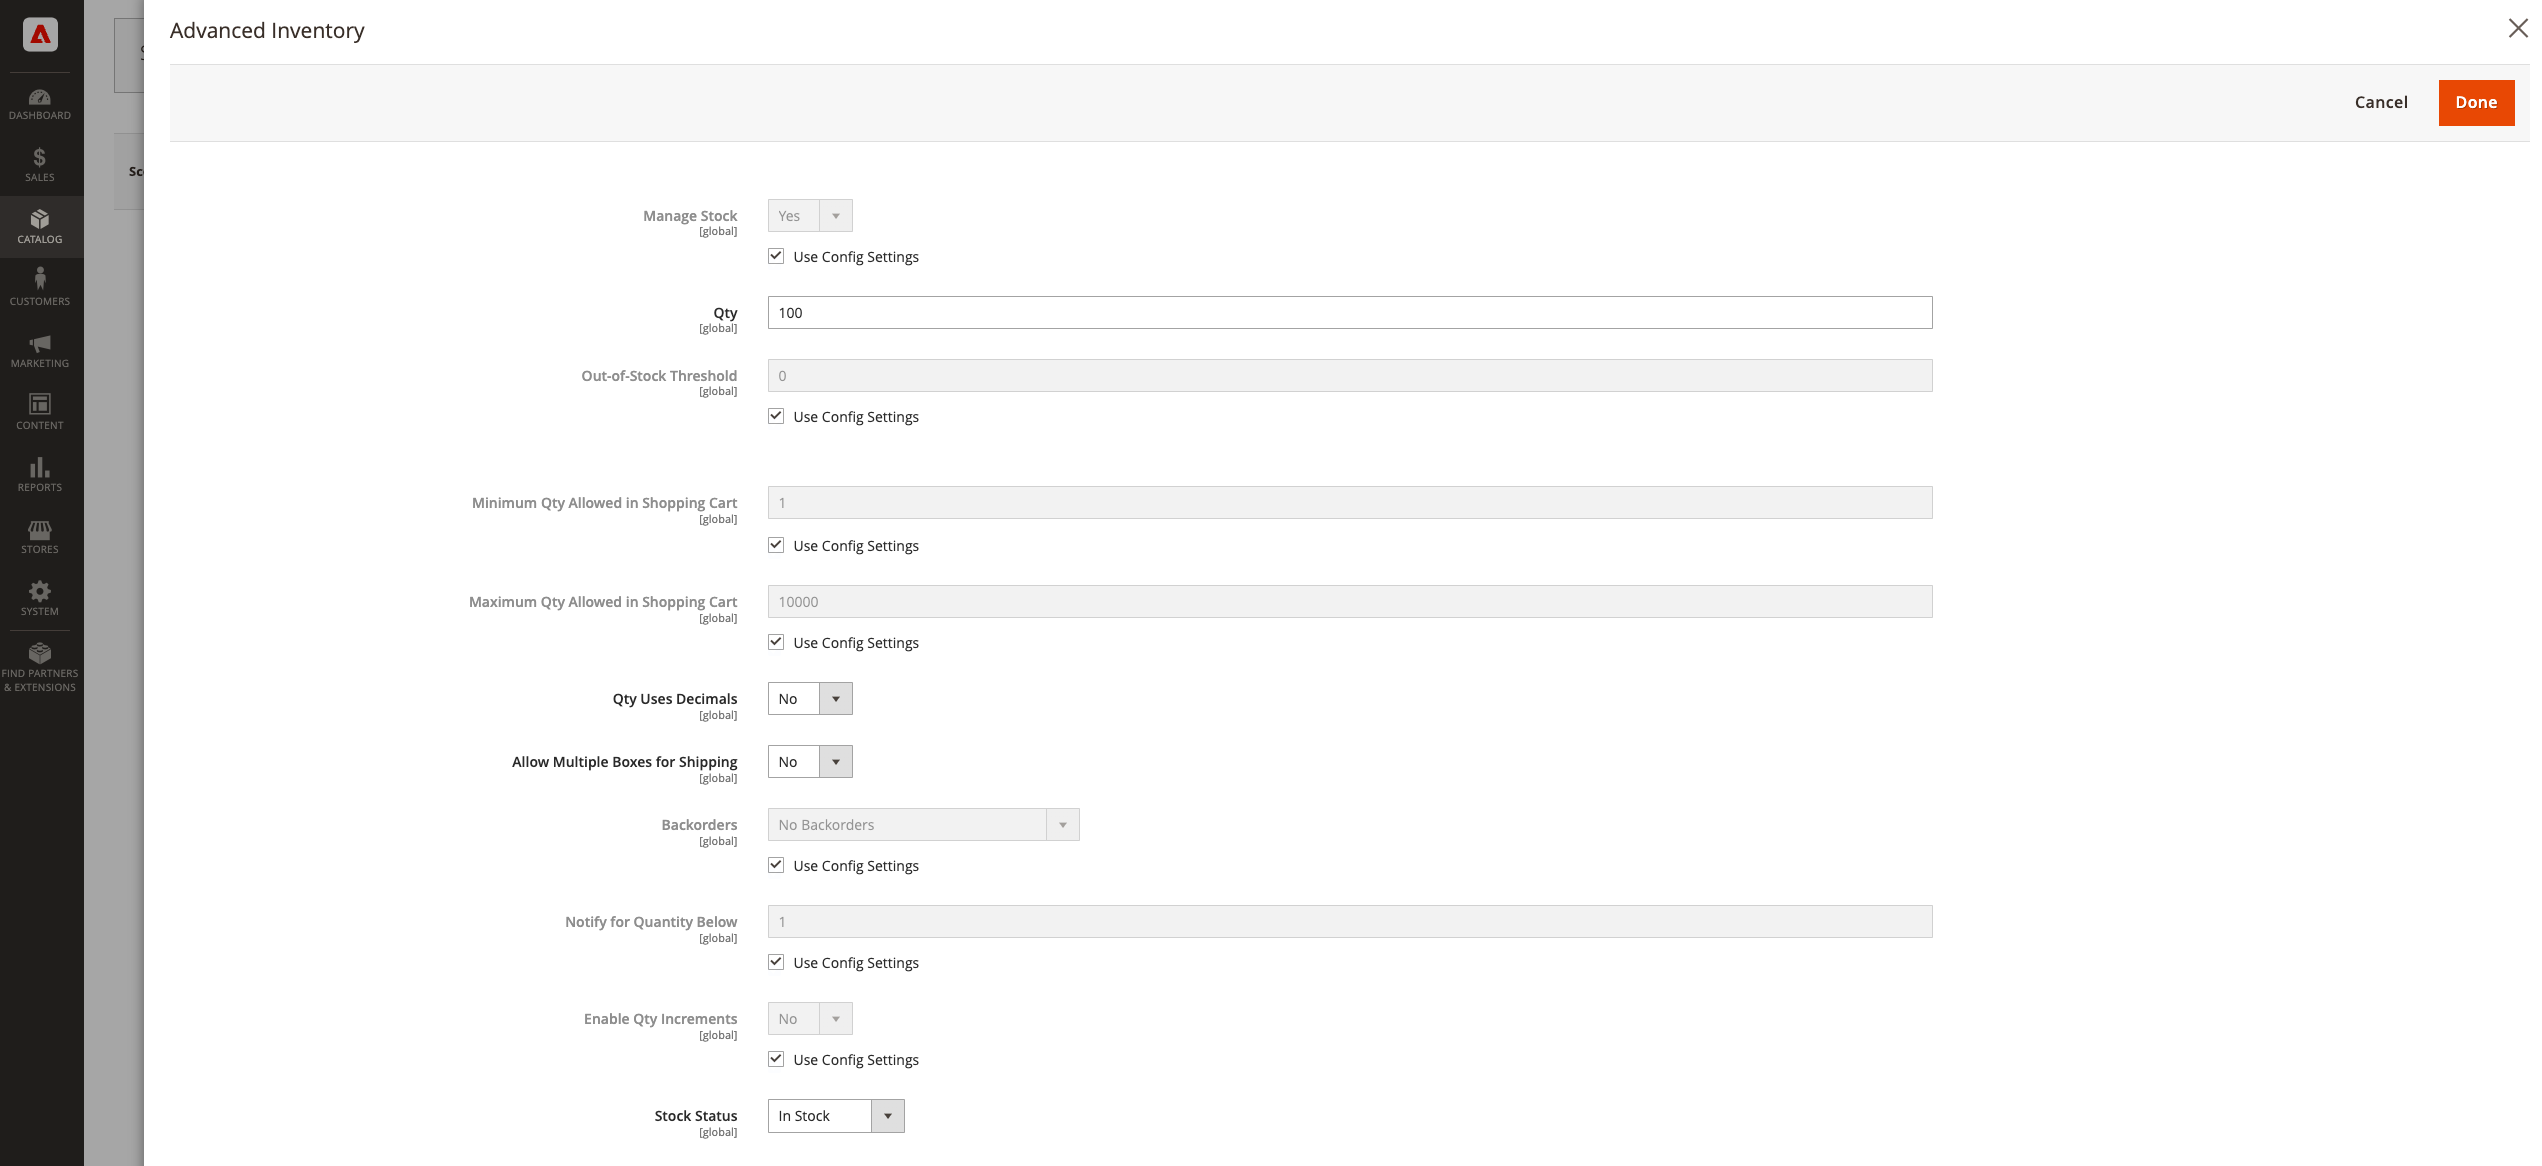 Advanced Inventory
Cancel
Done
DASHBOARD
SALES
CATALOG
CUSTOMERS
MARKETING
CONTENT
REPORTS
STORES
SYSTEM
FIND PARTNERS
& EXTENSIONS
Manage Stock
[global]
Yes
Use Config Settings
Qty
[global]
100
Out-of-Stock Threshold
[global]
0
Use Config Settings
Minimum Qty Allowed in Shopping Cart
[global]
1
Use Config Settings
Maximum Qty Allowed in Shopping Cart
[global]
10000
Use Config Settings
Qty Uses Decimals
[global]
No
Allow Multiple Boxes for Shipping
[global]
No
Backorders
[global]
No Backorders
Use Config Settings
Notify for Quantity Below
[global]
1
Use Config Settings
Enable Qty Increments
[global]
No
Use Config Settings
Stock Status
[global]
In Stock